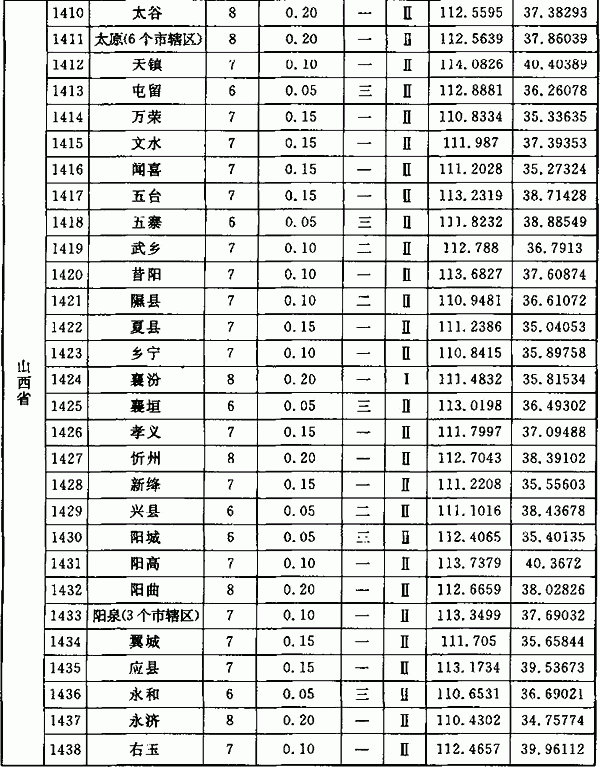 山西省
1410 太谷 8 0.20 一 Ⅱ 112.5595 37.38293
1411 太原(6个市辖区) 8 0.20 一 Ⅱ 112.5639 37.86039
1412 天镇 7 0.10 一 Ⅱ 114.0826 40.40389
1413 屯留 6 0.05 三 Ⅱ 112.8881 36.26078
1414 万荣 7 0.15 一 Ⅱ 110.8334 35.33635
1415 文水 7 0.15 一 Ⅱ 111.987 37.39353
1416 闻喜 7 0.15 一 Ⅱ 111.2028 35.27324
1417 五台 7 0.15 一 Ⅱ 113.2319 38.71428
1418 五寨 6 0.05 三 Ⅱ 111.8232 38.88549
1419 武乡 7 0.10 二 Ⅱ 112.788 36.7913
1420 昔阳 7 0.10 一 Ⅱ 113.6827 37.60874
1421 隰县 7 0.10 二 Ⅱ 110.9481 36.61072
1422 夏县 7 0.15 一 Ⅱ 111.2386 35.04053
1423 乡宁 7 0.10 一 Ⅱ 110.8415 35.89758
1424 襄汾 8 0.20 一 Ⅰ 111.4832 35.81534
1425 襄垣 6 0.05 三 Ⅱ 113.0198 36.49302
1426 孝义 7 0.15 一 Ⅱ 111.7997 37.09488
1427 忻州 8 0.20 一 Ⅱ 112.7043 38.39102
1428 新绛 7 0.15 一 Ⅱ 111.2208 35.55603
1429 兴县 6 0.05 二 Ⅱ 111.1016 38.43678
1430 阳城 6 0.05 三 Ⅱ 112.4065 35.40135
1431 阳高 7 0.10 一 Ⅱ 113.7379 40.3672
1432 阳曲 8 0.20 一 Ⅱ 112.6659 38.02826
1433 阳泉(3个市辖区) 7 0.10 一 Ⅱ 113.3499 37.69032
1434 翼城 7 0.15 一 Ⅱ 111.705 35.65844
1435 应县 7 0.15 一 Ⅱ 113.1734 39.53673
1436 永和 6 0.05 三 Ⅱ 110.6531 36.69021
1437 永济 8 0.20 一 Ⅱ 110.4302 34.75774
1438 右玉 7 0.10 一 Ⅱ 112.4657 39.96112